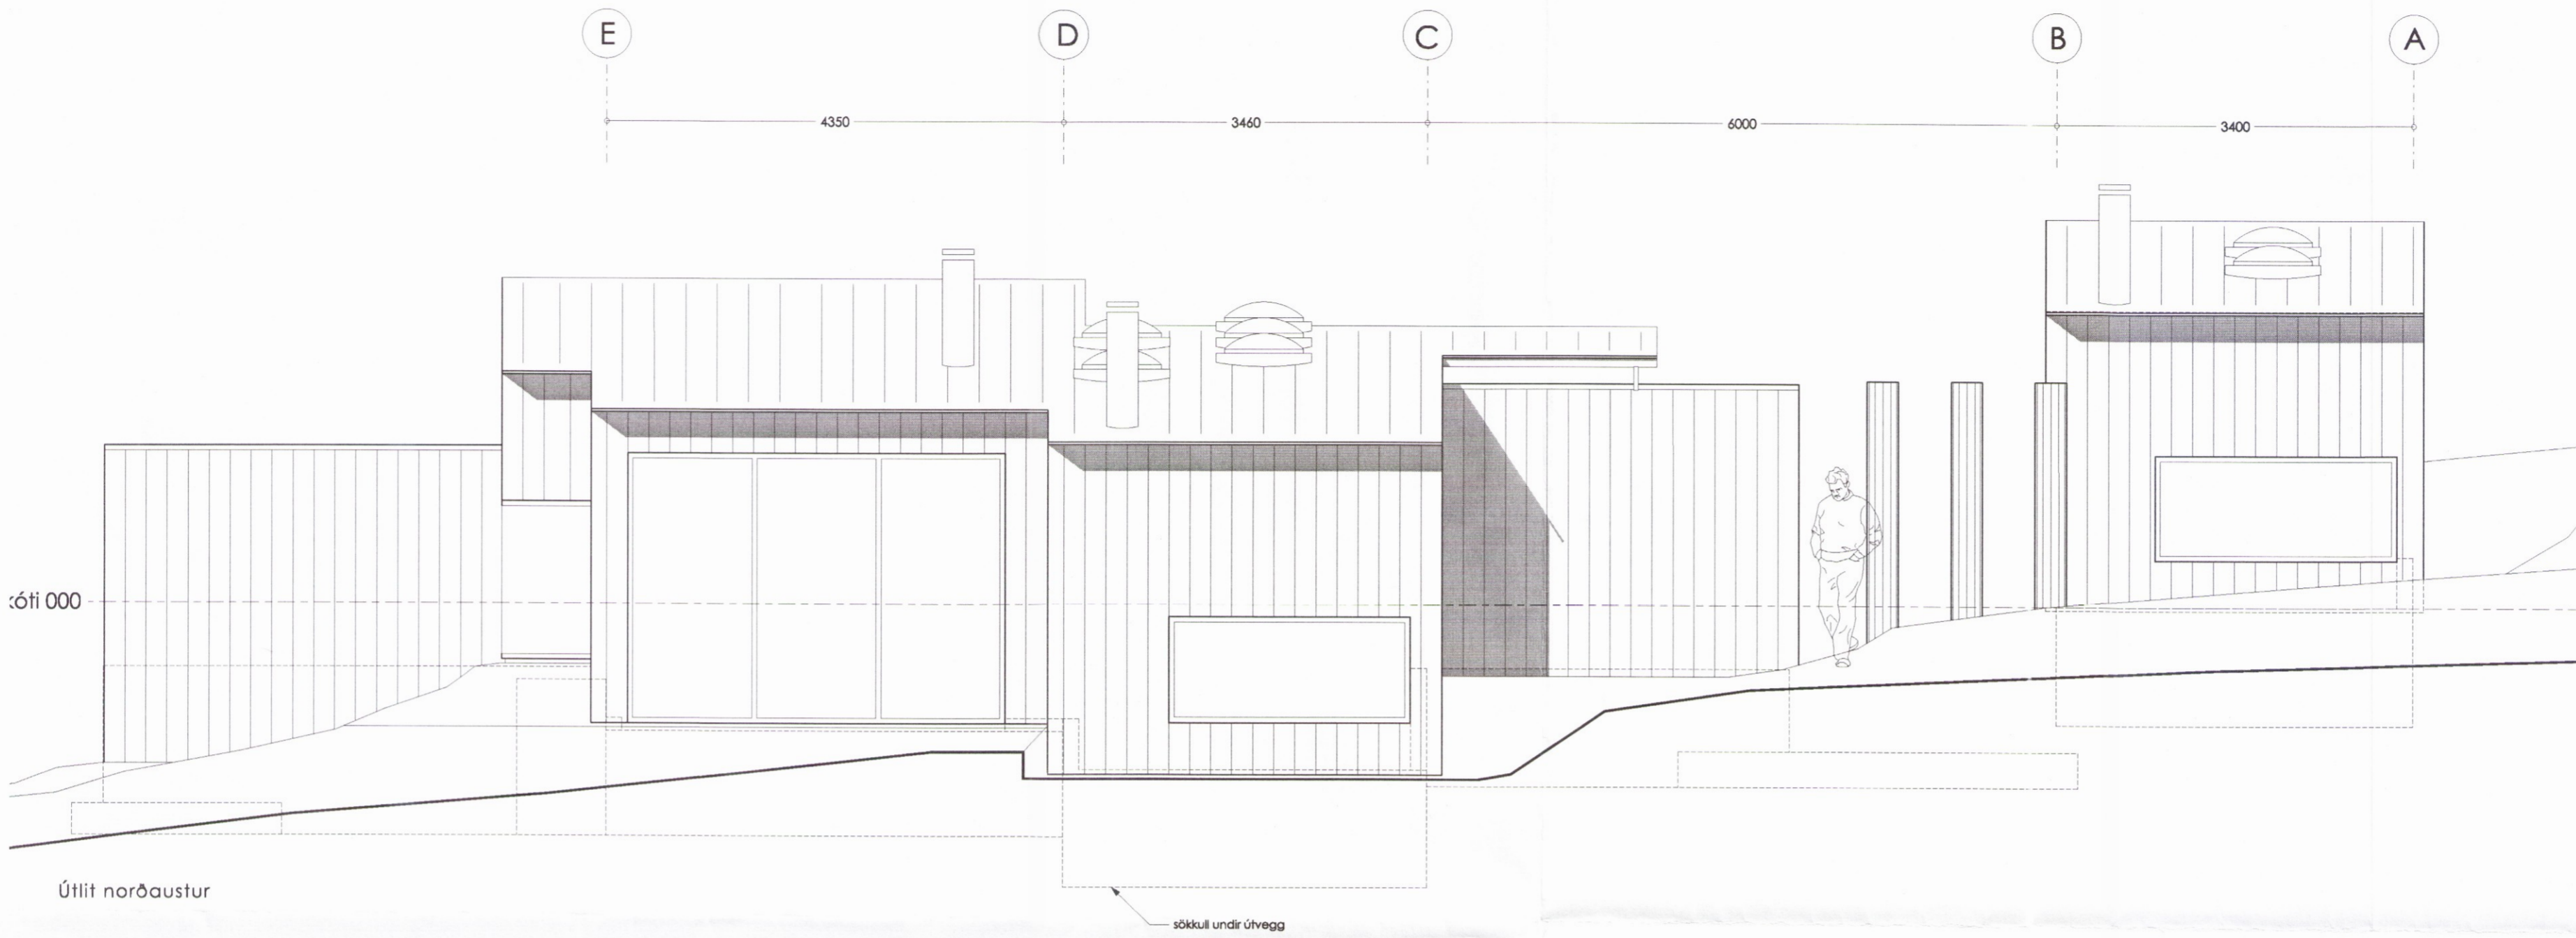 E D C B A
4350 3460 6000 3400
kóti 000
Útlit norðaustur
sökkull undir útvegg